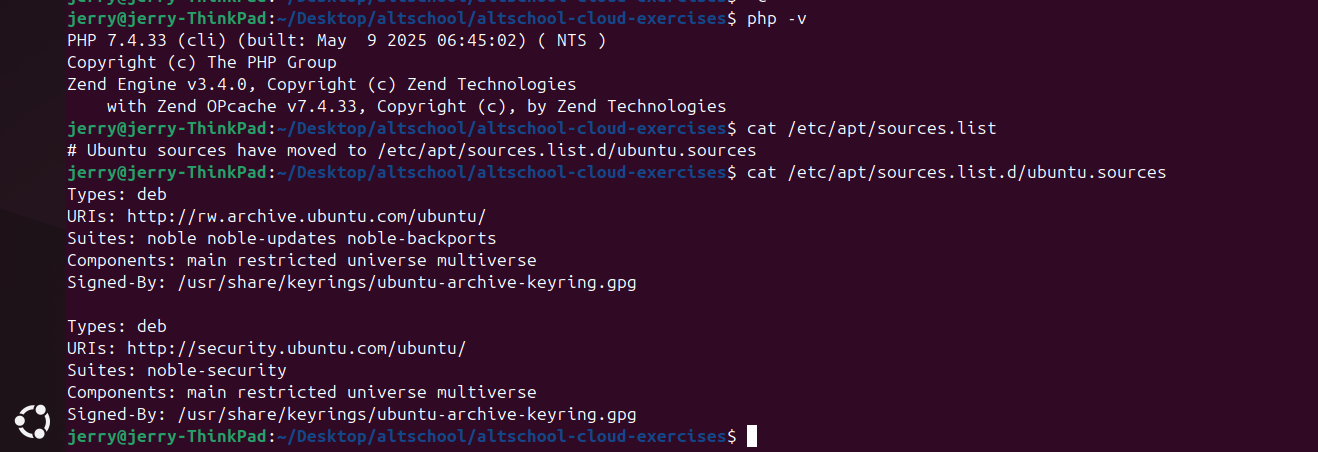 jerry@jerry-ThinkPad:~/Desktop/altschool/altschool-cloud-exercises$ php -v
PHP 7.4.33 (cli) (built: May  9 2025 06:45:02) ( NTS )
Copyright (c) The PHP Group
Zend Engine v3.4.0, Copyright (c) Zend Technologies
    with Zend OPcache v7.4.33, Copyright (c), by Zend Technologies
jerry@jerry-ThinkPad:~/Desktop/altschool/altschool-cloud-exercises$ cat /etc/apt/sources.list
# Ubuntu sources have moved to /etc/apt/sources.list.d/ubuntu.sources
jerry@jerry-ThinkPad:~/Desktop/altschool/altschool-cloud-exercises$ cat /etc/apt/sources.list.d/ubuntu.sources
Types: deb
URIs: http://rw.archive.ubuntu.com/ubuntu/
Suites: noble noble-updates noble-backports
Components: main restricted universe multiverse
Signed-By: /usr/share/keyrings/ubuntu-archive-keyring.gpg

Types: deb
URIs: http://security.ubuntu.com/ubuntu/
Suites: noble-security
Components: main restricted universe multiverse
Signed-By: /usr/share/keyrings/ubuntu-archive-keyring.gpg
jerry@jerry-ThinkPad:~/Desktop/altschool/altschool-cloud-exercises$